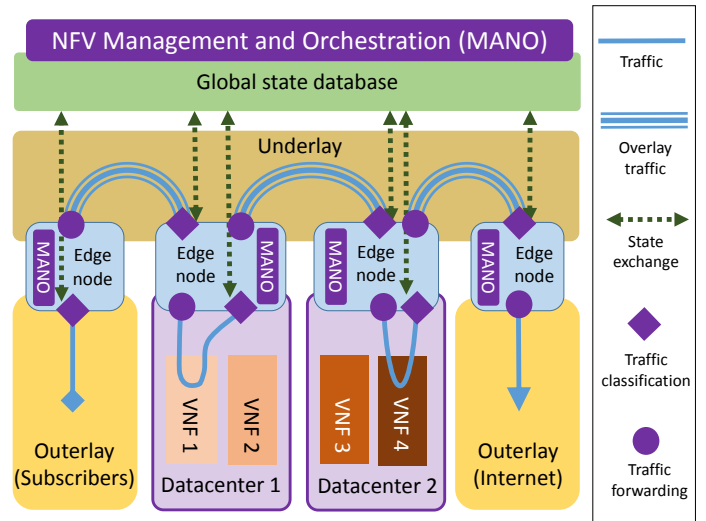 NFV Management and Orchestration (MANO)
Global state database
Underlay
MANO
Edge
node
Edge
node
MANO
Edge
node
MANO
MANO
Edge
node
VNF 1
VNF 2
VNF 3
VNF 4
Outerlay
(Subscribers)
Datacenter 1
Datacenter 2
Outerlay
(Internet)
Traffic
Overlay
traffic
State
exchange
Traffic
classification
Traffic
forwarding